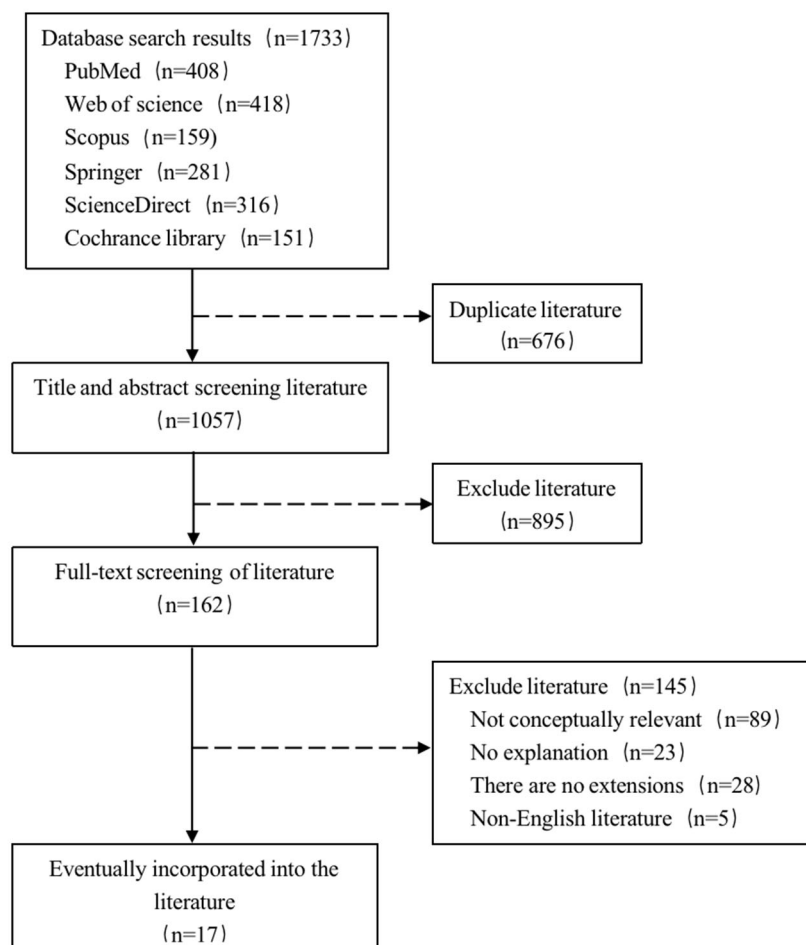 Database search results (n=1733)
PubMed (n=408)
Web of science (n=418)
Scopus (n=159)
Springer (n=281)
ScienceDirect (n=316)
Cochrance library (n=151)
Duplicate literature
(n=676)
Title and abstract screening literature
(n=1057)
Exclude literature
(n=895)
Full-text screening of literature
(n=162)
Exclude literature (n=145)
Not conceptually relevant (n=89)
No explanation (n=23)
There are no extensions (n=28)
Non-English literature (n=5)
Eventually incorporated into the
literature
(n=17)